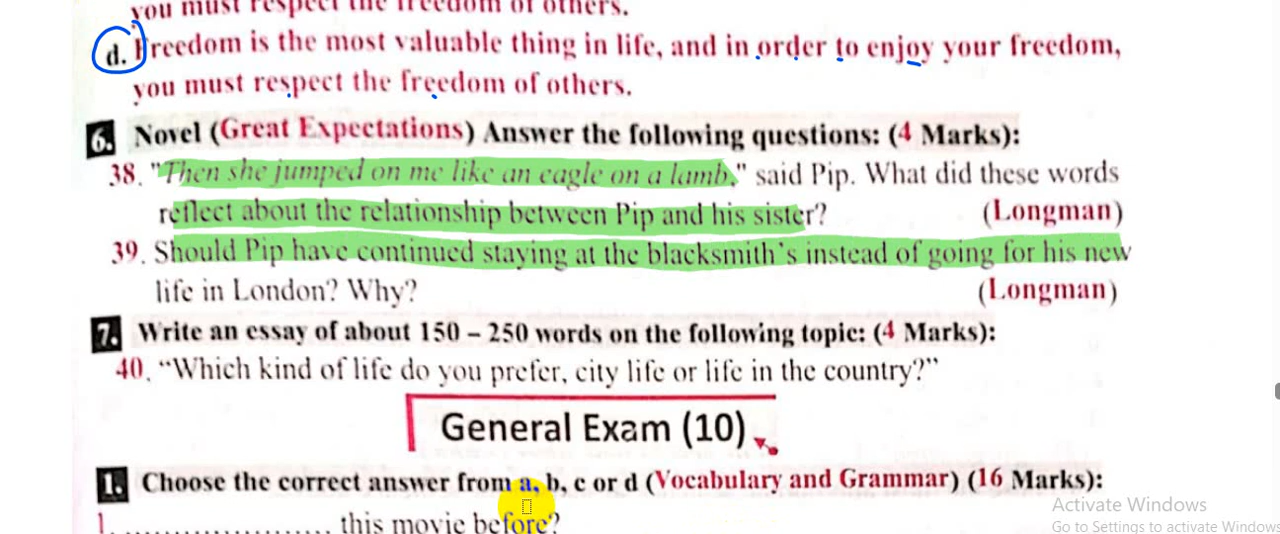 you must respect the freedom of others.
d. Freedom is the most valuable thing in life, and in order to enjoy your freedom,
you must respect the freedom of others.
6. Novel (Great Expectations) Answer the following questions: (4 Marks):
38. "Then she jumped on me like an eagle on a lamb," said Pip. What did these words
reflect about the relationship between Pip and his sister? (Longman)
39. Should Pip have continued staying at the blacksmith's instead of going for his new
life in London? Why? (Longman)
7. Write an essay of about 150 – 250 words on the following topic: (4 Marks):
40. “Which kind of life do you prefer, city life or life in the country?”
General Exam (10)
1. Choose the correct answer from a, b, c or d (Vocabulary and Grammar) (16 Marks):
1. .......................... this movie before?
Activate Windows
Go to Settings to activate Windows